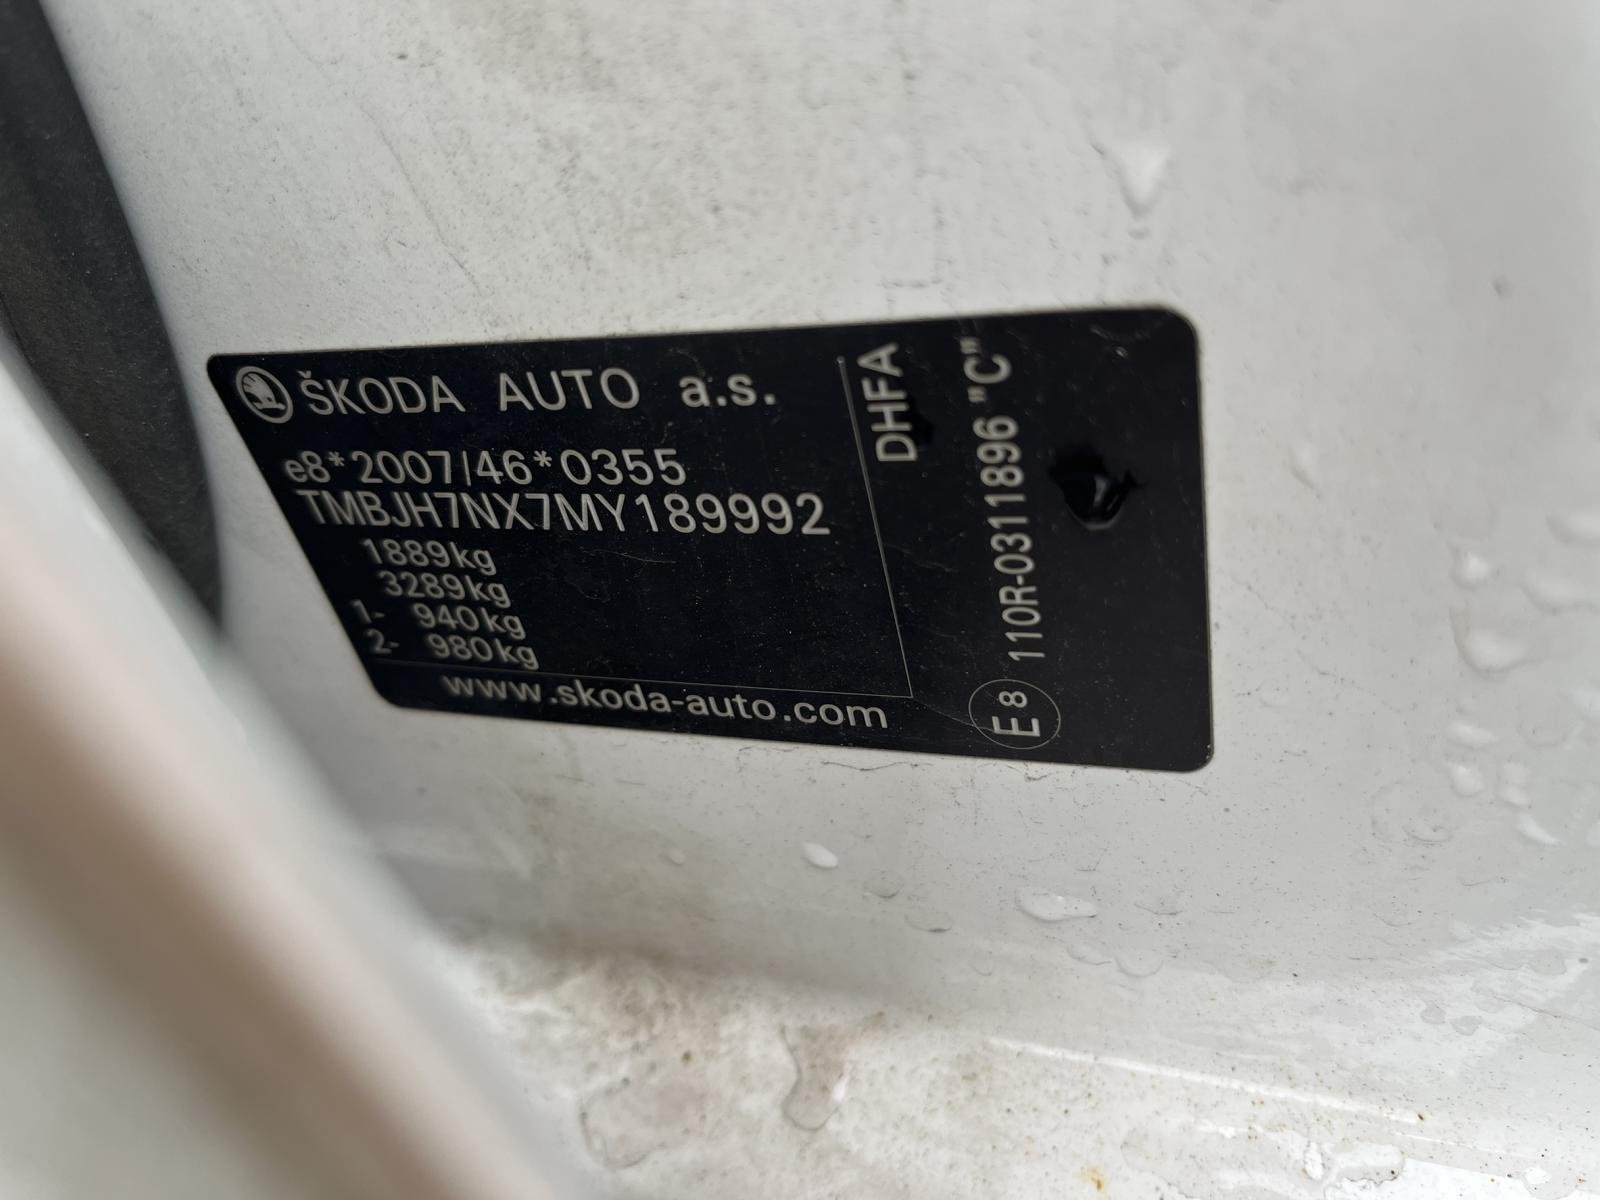 ŠKODA AUTO a.s.
e8*2007/46*0355
TMBJH7NX7MY189992
1889kg
3289kg
1- 940kg
2- 980kg
www.skoda-auto.com
DHFA
E8 110R-0311896 "C"